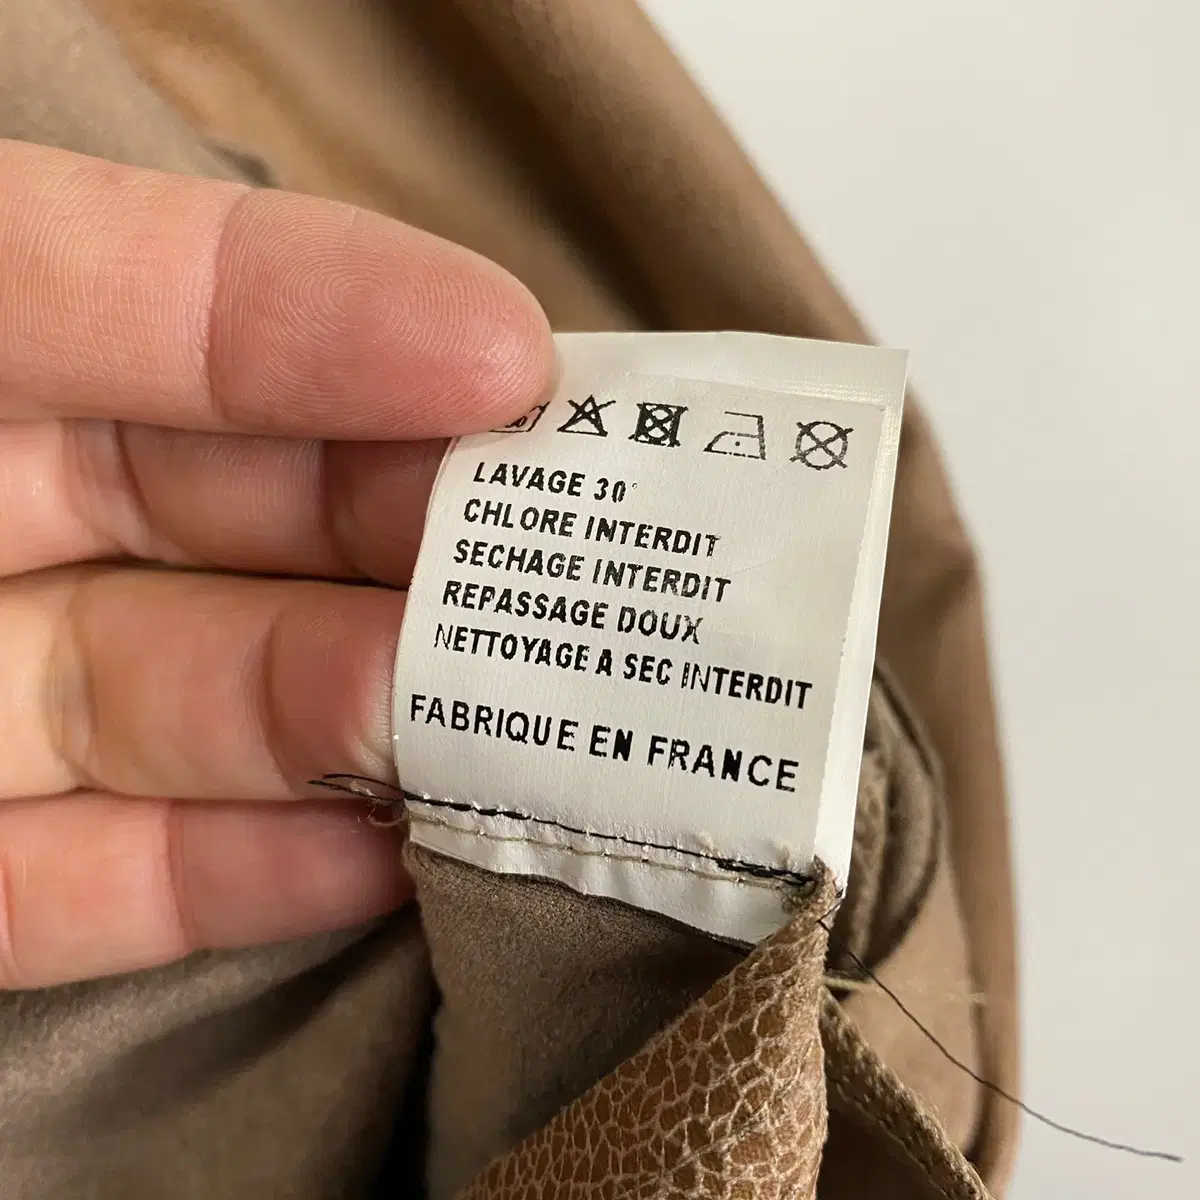 LAVAGE 30°
CHLORE INTERDIT
SECHAGE INTERDIT
REPASSAGE DOUX
NETTOYAGE A SEC INTERDIT
FABRIQUE EN FRANCE